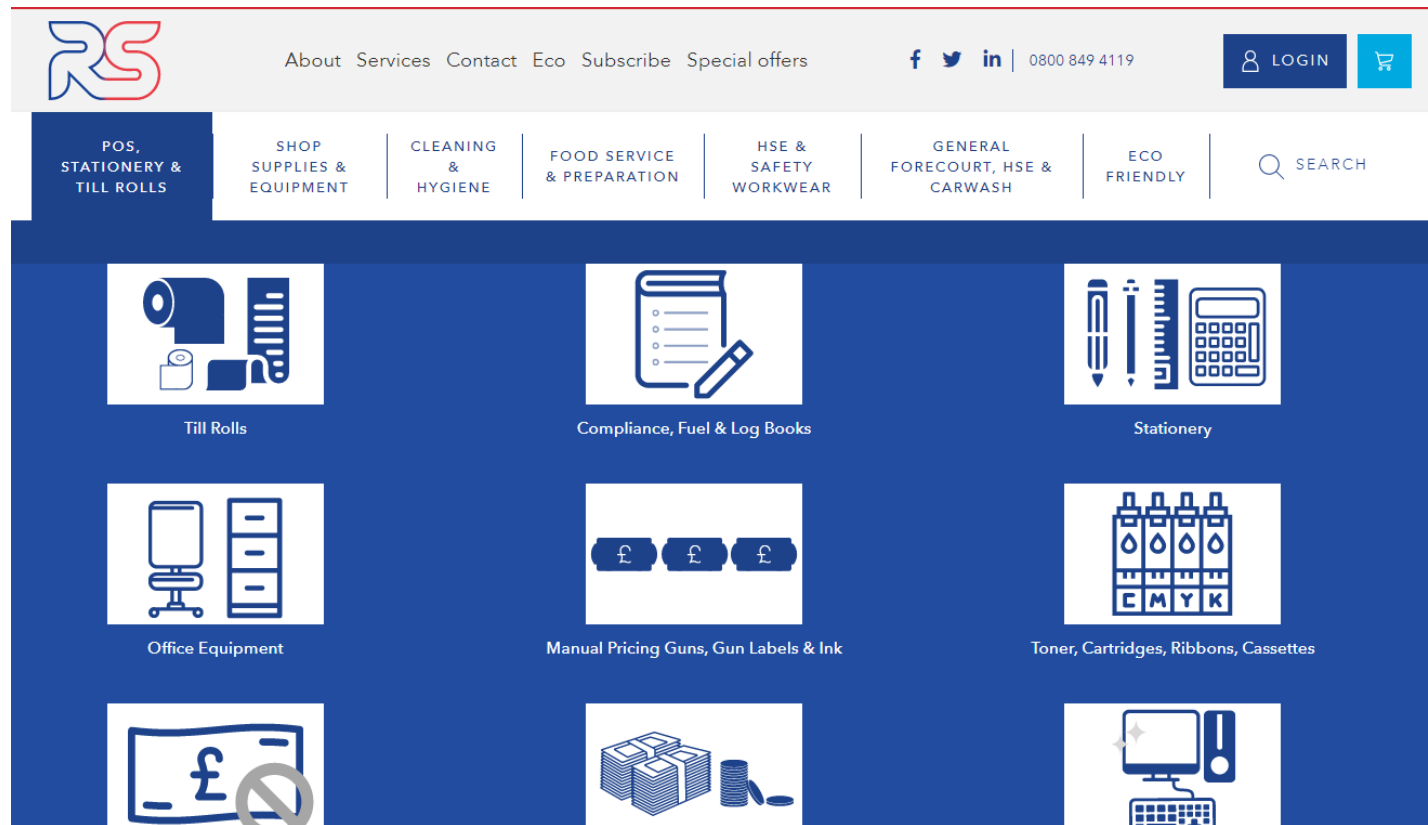 RS
About Services Contact Eco Subscribe Special offers
f in 0800 849 4119
LOGIN
POS,
STATIONERY &
TILL ROLLS
SHOP
SUPPLIES &
EQUIPMENT
CLEANING
&
HYGIENE
FOOD SERVICE
& PREPARATION
HSE &
SAFETY
WORKWEAR
GENERAL
FORECOURT, HSE &
CARWASH
ECO
FRIENDLY
SEARCH
Till Rolls
Compliance, Fuel & Log Books
Stationery
£ £ £
C M Y K
Office Equipment
Manual Pricing Guns, Gun Labels & Ink
Toner, Cartridges, Ribbons, Cassettes
£